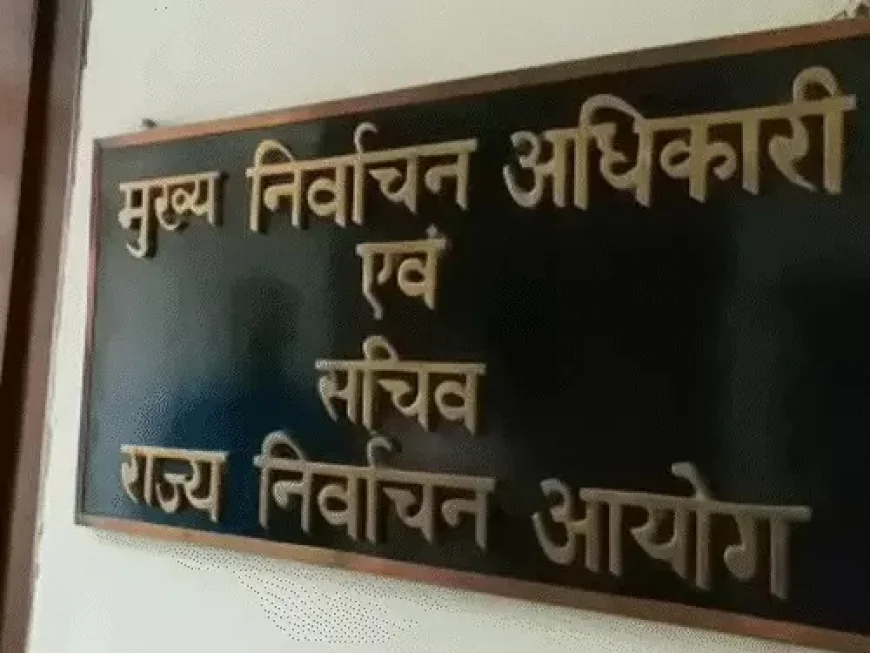 मुख्य निर्वाचन अधिकारी
एवं
सचिव
राज्य निर्वाचन आयोग